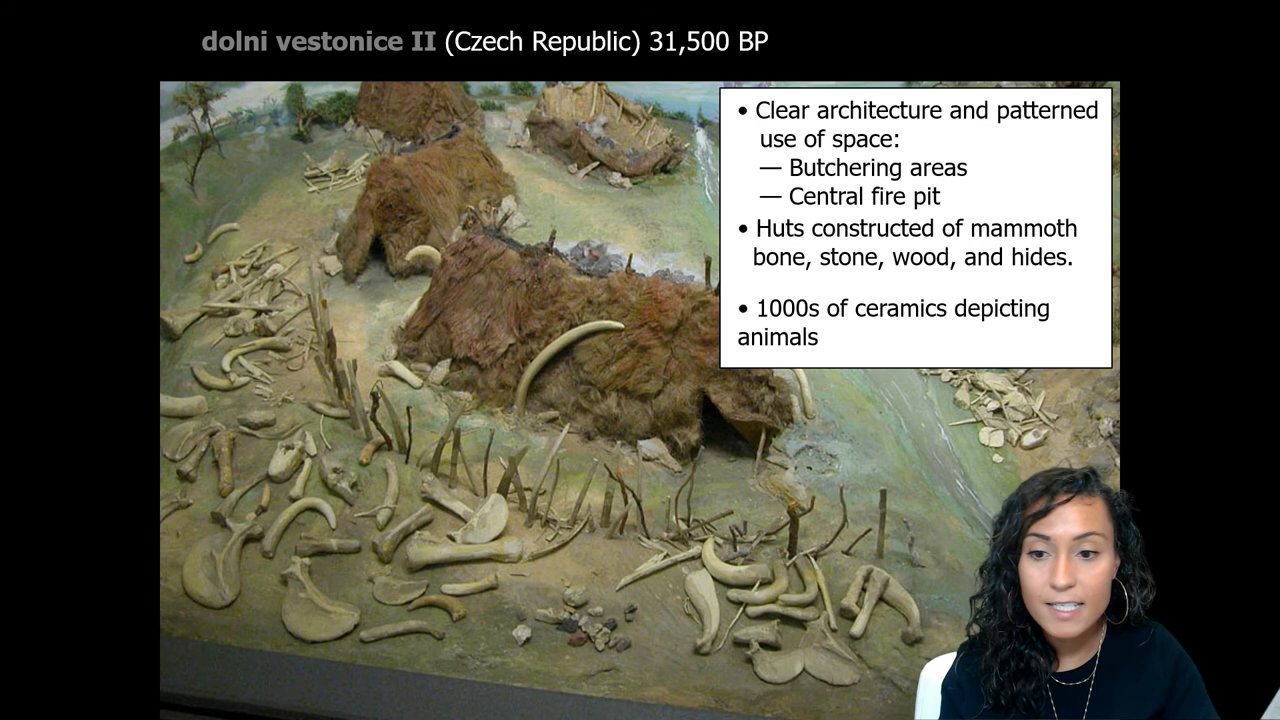 dolni vestonice II (Czech Republic) 31,500 BP
• Clear architecture and patterned
use of space:
— Butchering areas
— Central fire pit
• Huts constructed of mammoth
bone, stone, wood, and hides.
• 1000s of ceramics depicting
animals